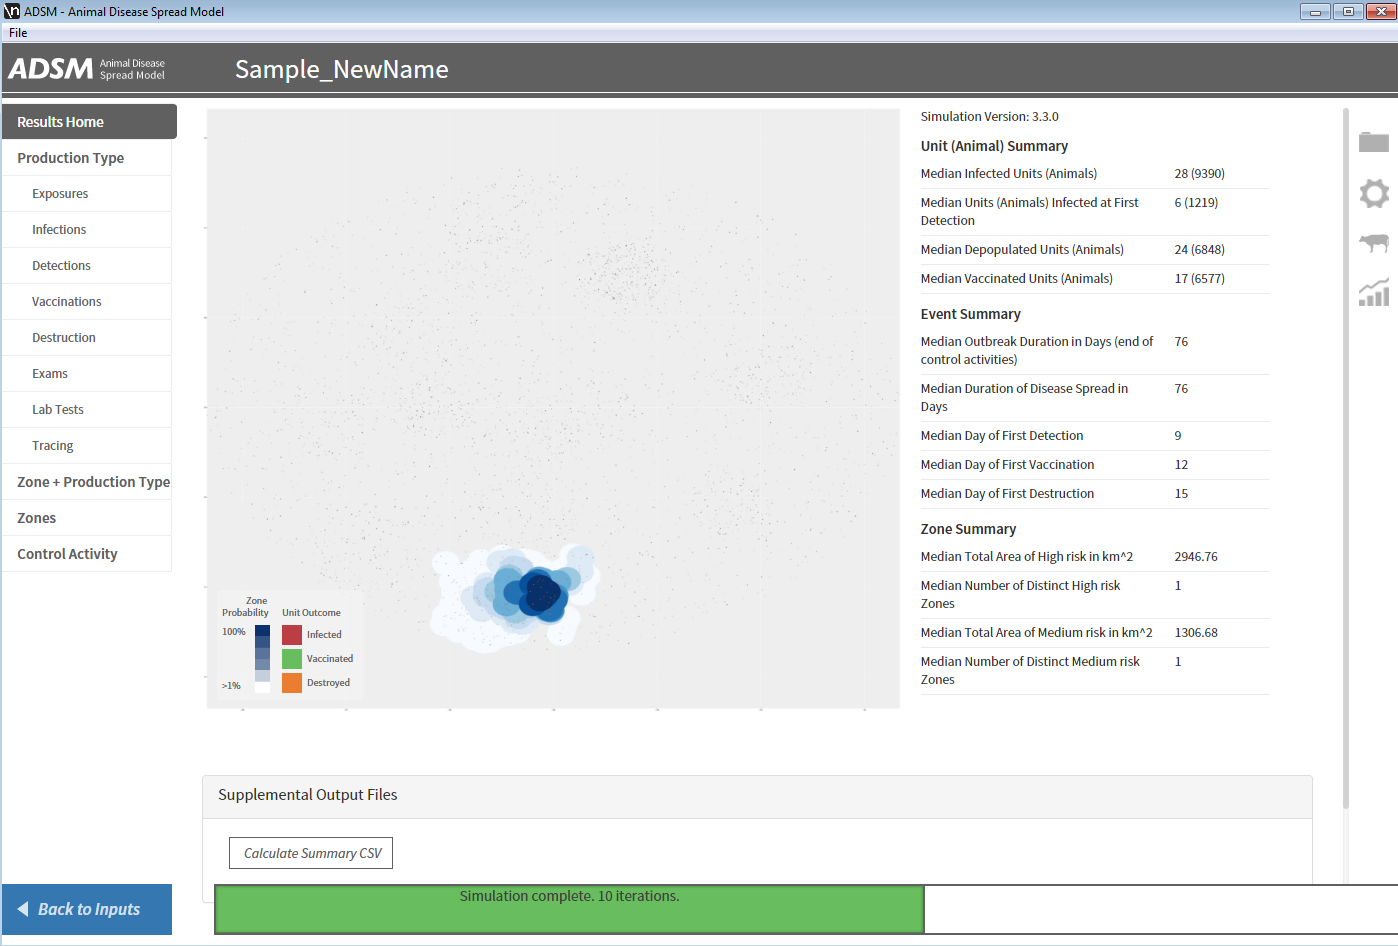 ADSM - Animal Disease Spread Model
File
ADSM Animal Disease
Spread Model
Sample_NewName
Results Home
Production Type
Exposures
Infections
Detections
Vaccinations
Destruction
Exams
Lab Tests
Tracing
Zone + Production Type
Zones
Control Activity
Back to Inputs
Zone
Probability
100%
>1%
Unit Outcome
Infected
Vaccinated
Destroyed
Simulation Version: 3.3.0
Unit (Animal) Summary
Median Infected Units (Animals) 28 (9390)
Median Units (Animals) Infected at First 6 (1219)
Detection
Median Depopulated Units (Animals) 24 (6848)
Median Vaccinated Units (Animals) 17 (6577)
Event Summary
Median Outbreak Duration in Days (end of 76
control activities)
Median Duration of Disease Spread in 76
Days
Median Day of First Detection 9
Median Day of First Vaccination 12
Median Day of First Destruction 15
Zone Summary
Median Total Area of High risk in km^2 2946.76
Median Number of Distinct High risk 1
Zones
Median Total Area of Medium risk in km^2 1306.68
Median Number of Distinct Medium risk 1
Zones
Supplemental Output Files
Calculate Summary CSV
Simulation complete. 10 iterations.